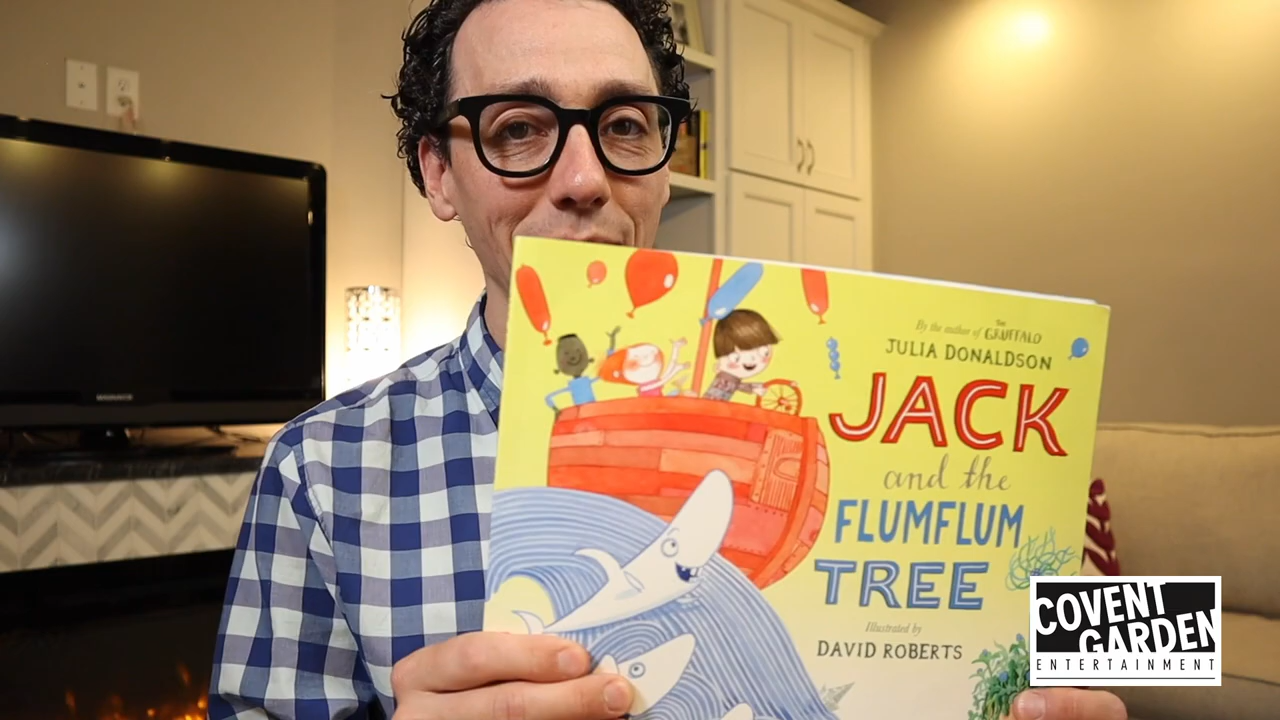 By the author of The GRUFFALO
JULIA DONALDSON
JACK
and the
FLUMFLUM
TREE
Illustrated by
DAVID ROBERTS
COVENT
GARDEN
ENTERTAINMENT